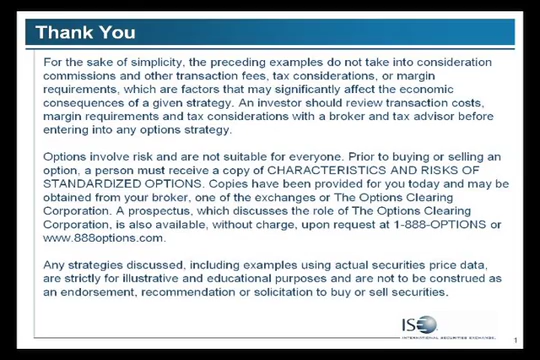 Thank You
For the sake of simplicity, the preceding examples do not take into consideration
commissions and other transaction fees, tax considerations, or margin
requirements, which are factors that may significantly affect the economic
consequences of a given strategy. An investor should review transaction costs,
margin requirements and tax considerations with a broker and tax advisor before
entering into any options strategy.
Options involve risk and are not suitable for everyone. Prior to buying or selling an
option, a person must receive a copy of CHARACTERISTICS AND RISKS OF
STANDARDIZED OPTIONS. Copies have been provided for you today and may be
obtained from your broker, one of the exchanges or The Options Clearing
Corporation. A prospectus, which discusses the role of The Options Clearing
Corporation, is also available, without charge, upon request at 1-888-OPTIONS or
www.888options.com.
Any strategies discussed, including examples using actual securities price data,
are strictly for illustrative and educational purposes and are not to be construed as
an endorsement, recommendation or solicitation to buy or sell securities.
ISE
INTERNATIONAL SECURITIES EXCHANGE.
1